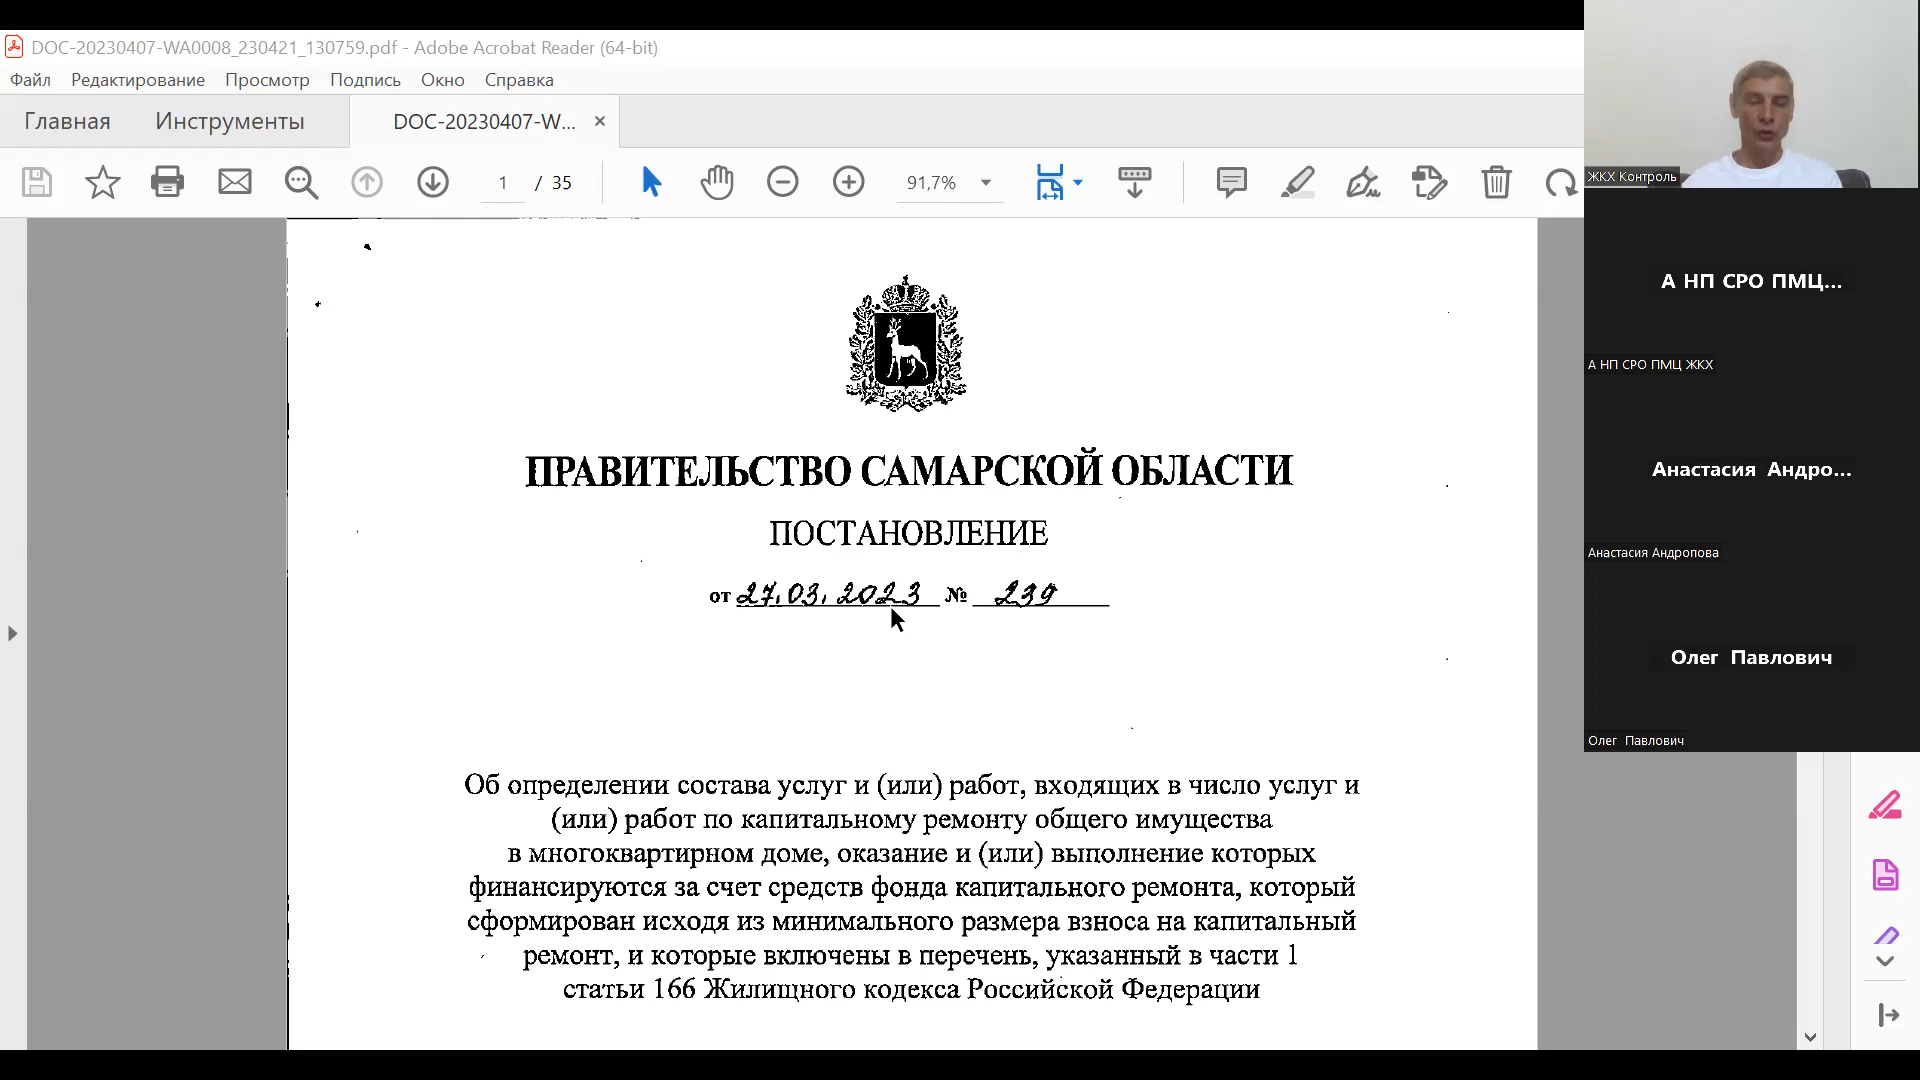 DOC-20230407-WA0008_230421_130759.pdf - Adobe Acrobat Reader (64-bit)
Файл Редактирование Просмотр Подпись Окно Справка
Главная Инструменты DOC-20230407-W... ×
1 / 35 91,7%
ПРАВИТЕЛЬСТВО САМАРСКОЙ ОБЛАСТИ
ПОСТАНОВЛЕНИЕ
от 27.03.2023 № 239
Об определении состава услуг и (или) работ, входящих в число услуг и
(или) работ по капитальному ремонту общего имущества
в многоквартирном доме, оказание и (или) выполнение которых
финансируются за счет средств фонда капитального ремонта, который
сформирован исходя из минимального размера взноса на капитальный
ремонт, и которые включены в перечень, указанный в части 1
статьи 166 Жилищного кодекса Российской Федерации
ЖКХ Контроль
А НП СРО ПМЦ...
А НП СРО ПМЦ ЖКХ
Анастасия Андро...
Анастасия Андропова
Олег Павлович
Олег Павлович